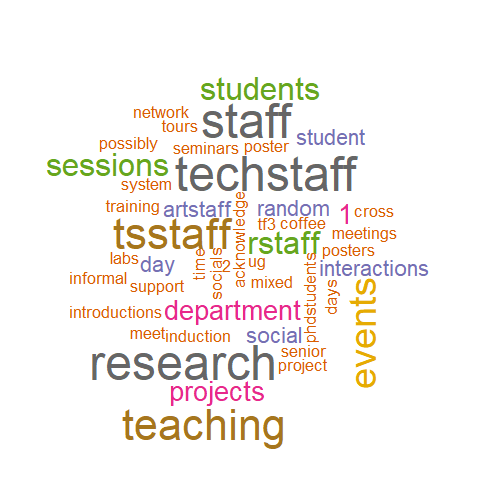 students
network
staff
tours
student
possibly
seminars
poster
sessions
techstaff
system
training
artstaff
acknowledge
random
1
cross
tf3
coffee
tsstaff
rstaff
meetings
posters
labs
day
time
socials
2
ug
interactions
informal
support
mixed
phdstudents
days
events
introductions
department
meet
induction
social
research
senior
project
projects
teaching